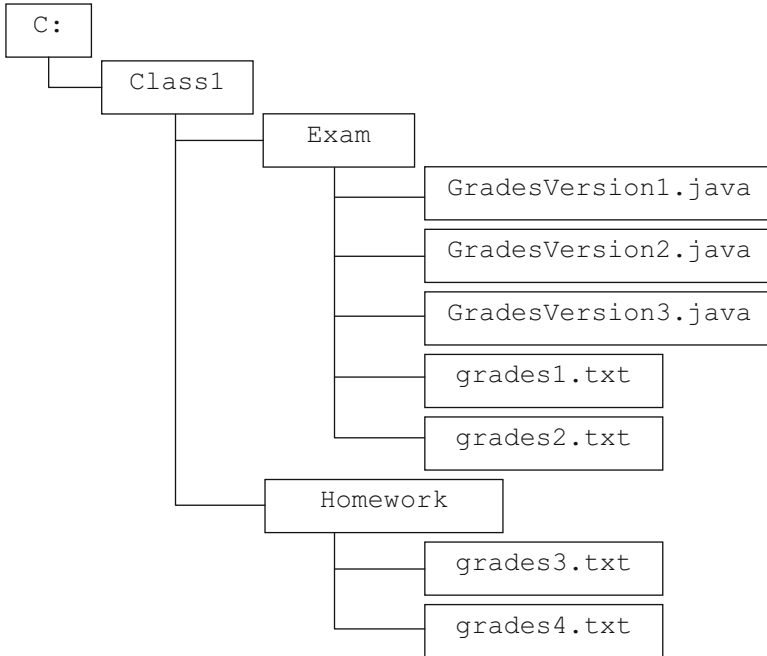 C:
Class1
Exam
GradesVersion1.java
GradesVersion2.java
GradesVersion3.java
grades1.txt
grades2.txt
Homework
grades3.txt
grades4.txt